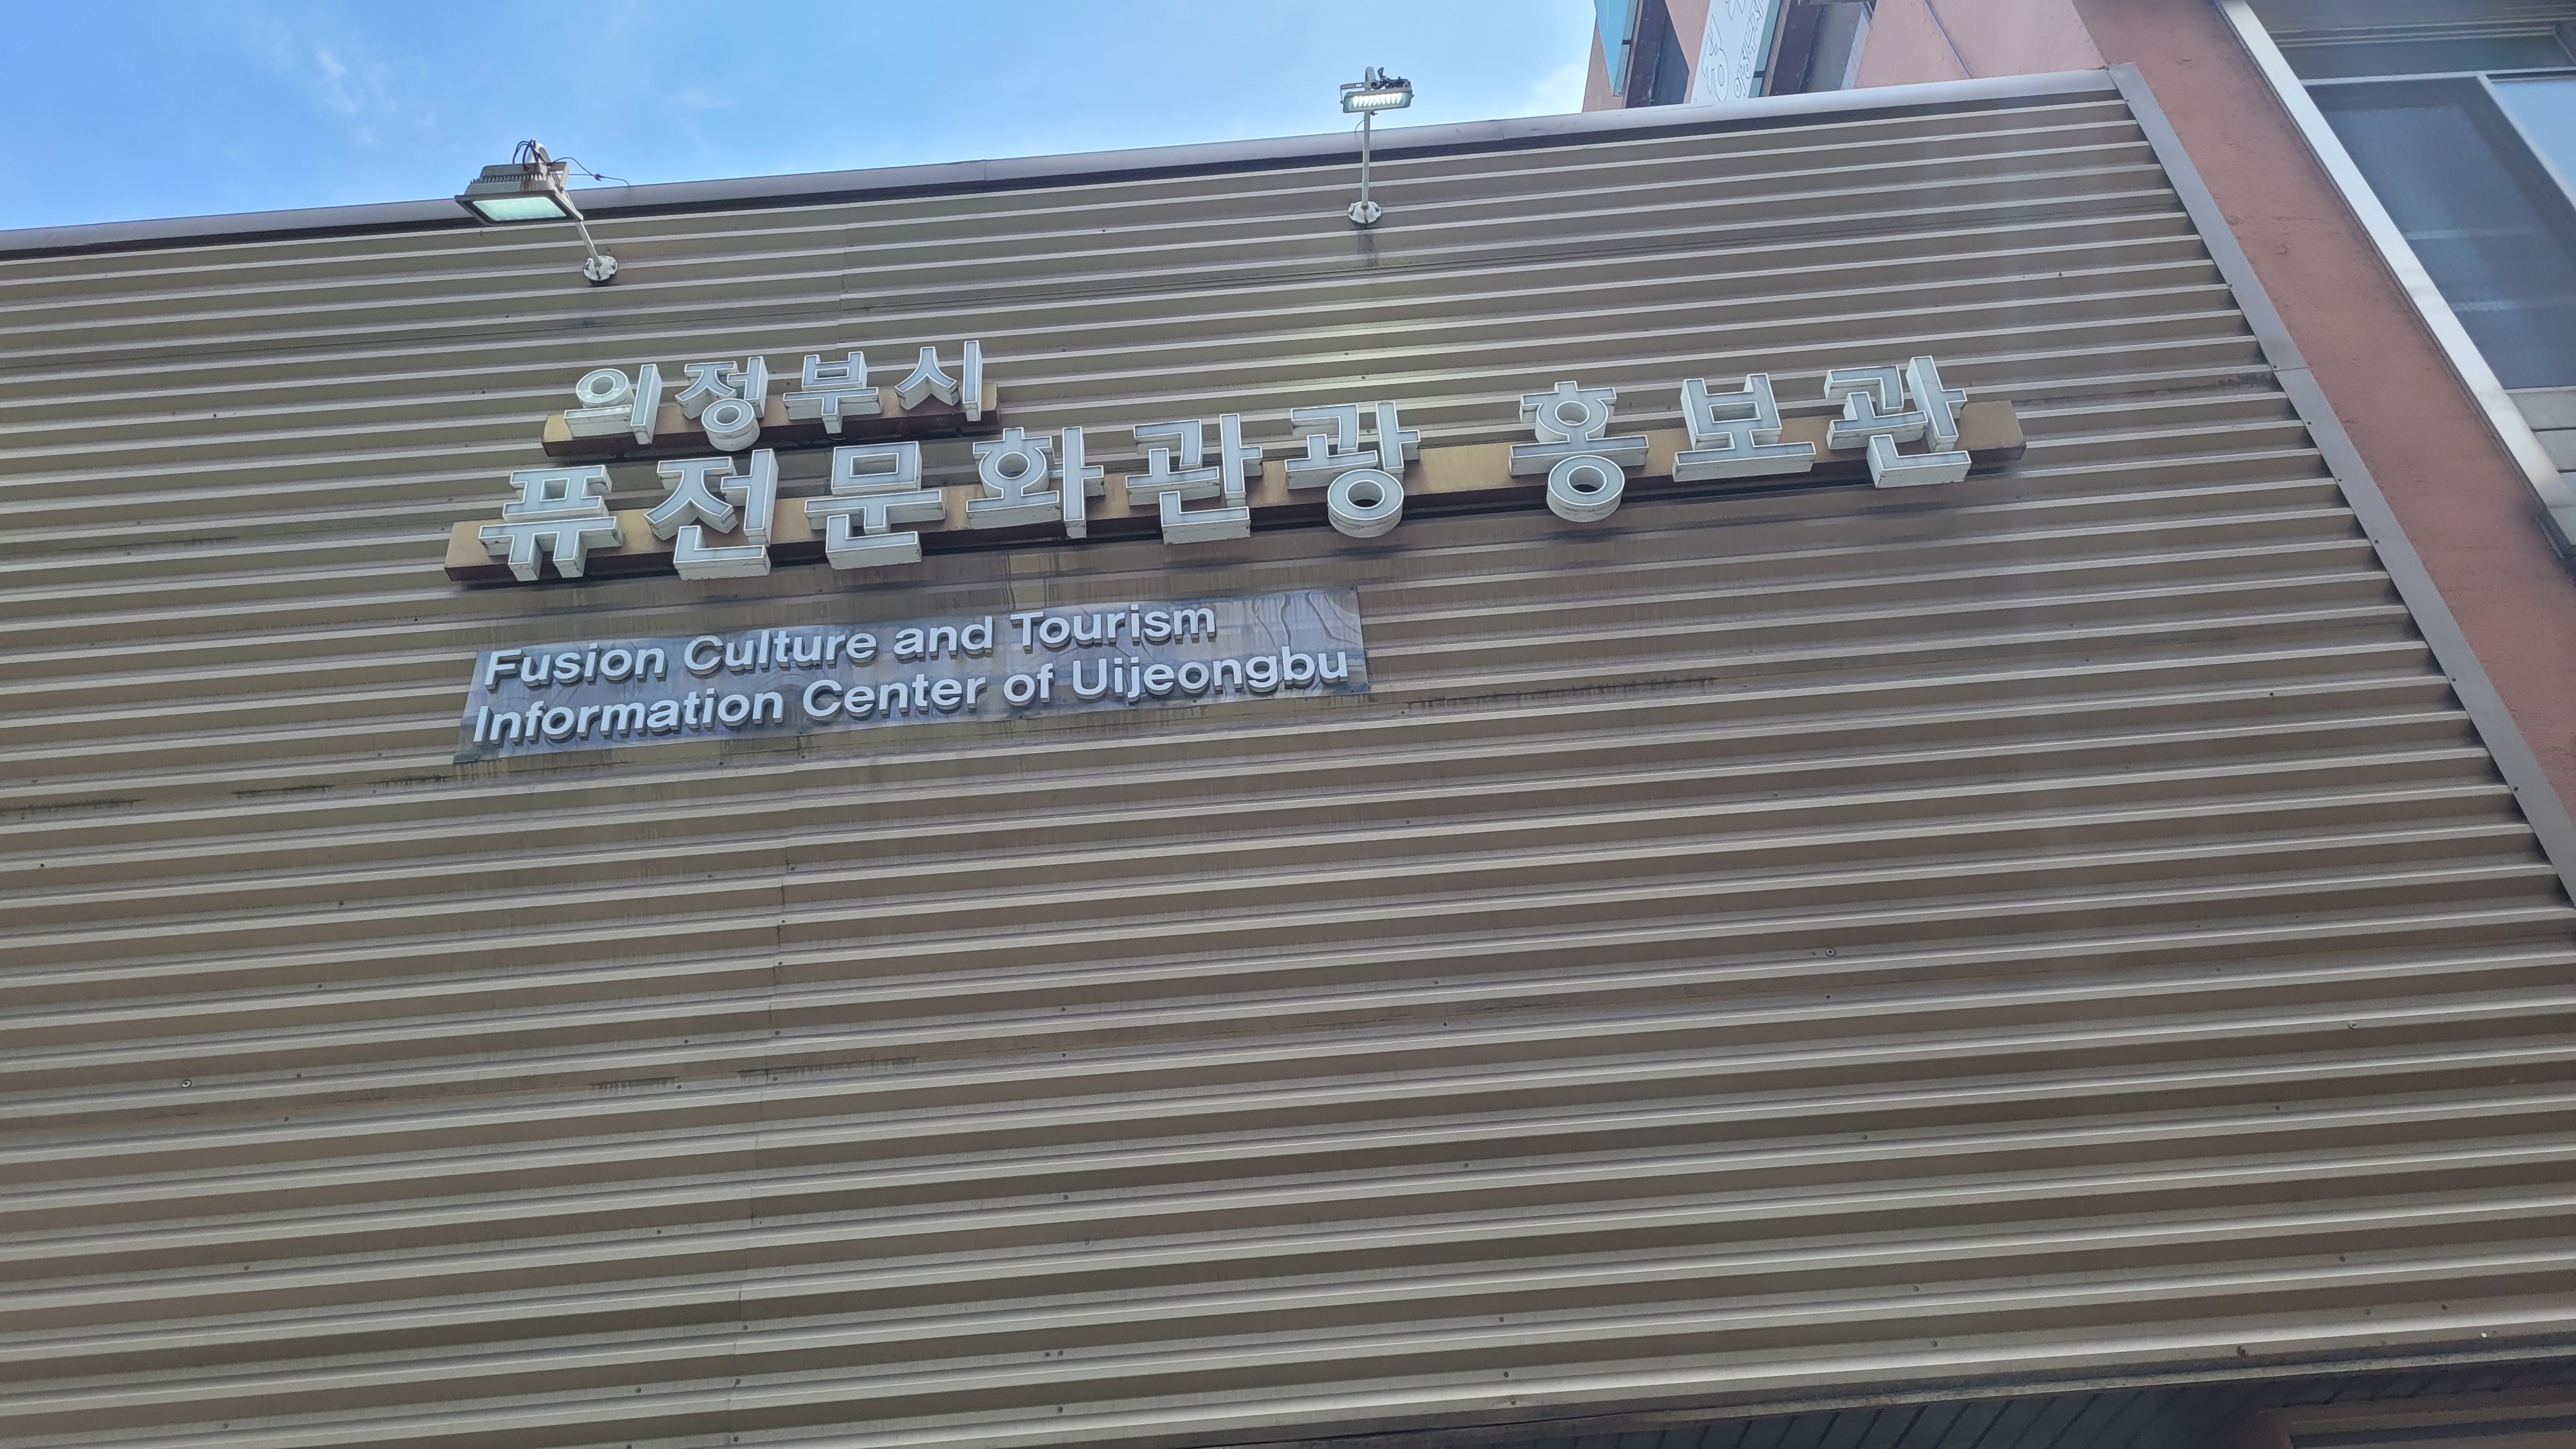 의정부시
퓨전문화관광 홍보관
Fusion Culture and Tourism
Information Center of Uijeongbu